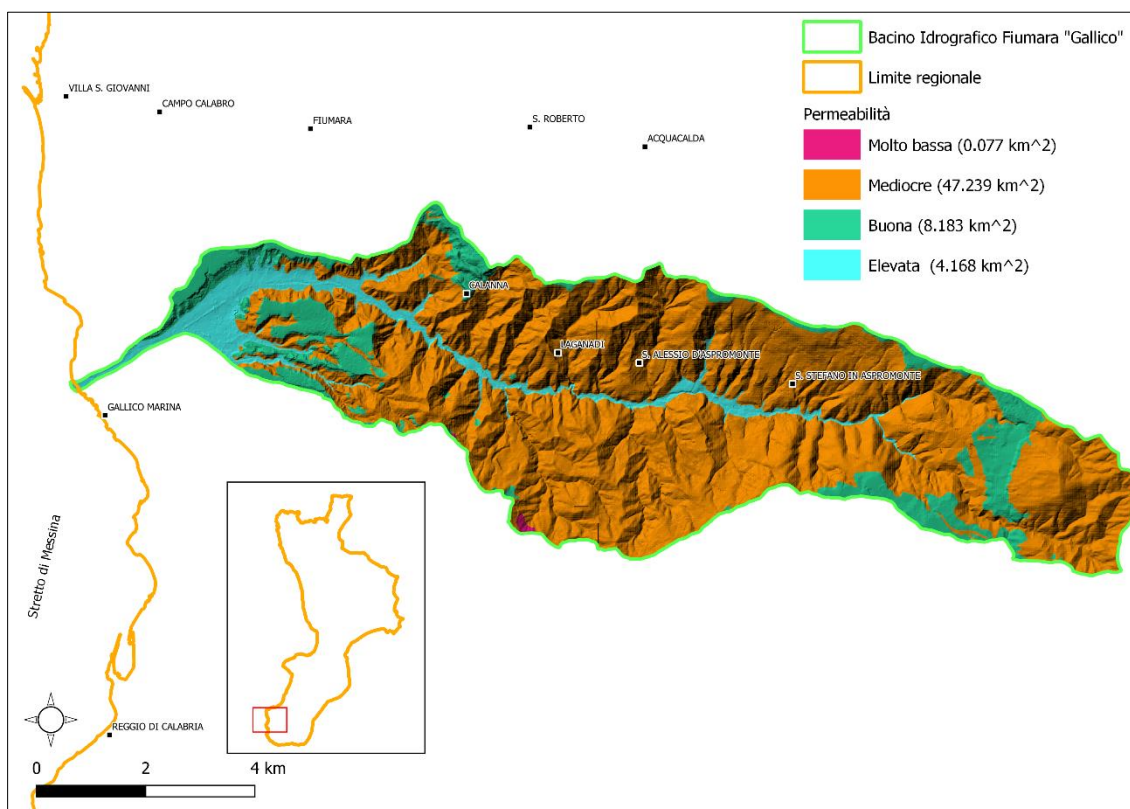 Bacino Idrografico Fiumara "Gallico"
Limite regionale
Permeabilità
Molto bassa (0.077 km^2)
Mediocre (47.239 km^2)
Buona (8.183 km^2)
Elevata (4.168 km^2)
VILLA S. GIOVANNI
CAMPO CALABRO
FIUMARA
S. ROBERTO
ACQUACALDA
CALANNA
LAGANADI
S. ALESSIO D'ASPROMONTE
S. STEFANO IN ASPROMONTE
GALLICO MARINA
Stretto di Messina
REGGIO DI CALABRIA
0 2 4 km